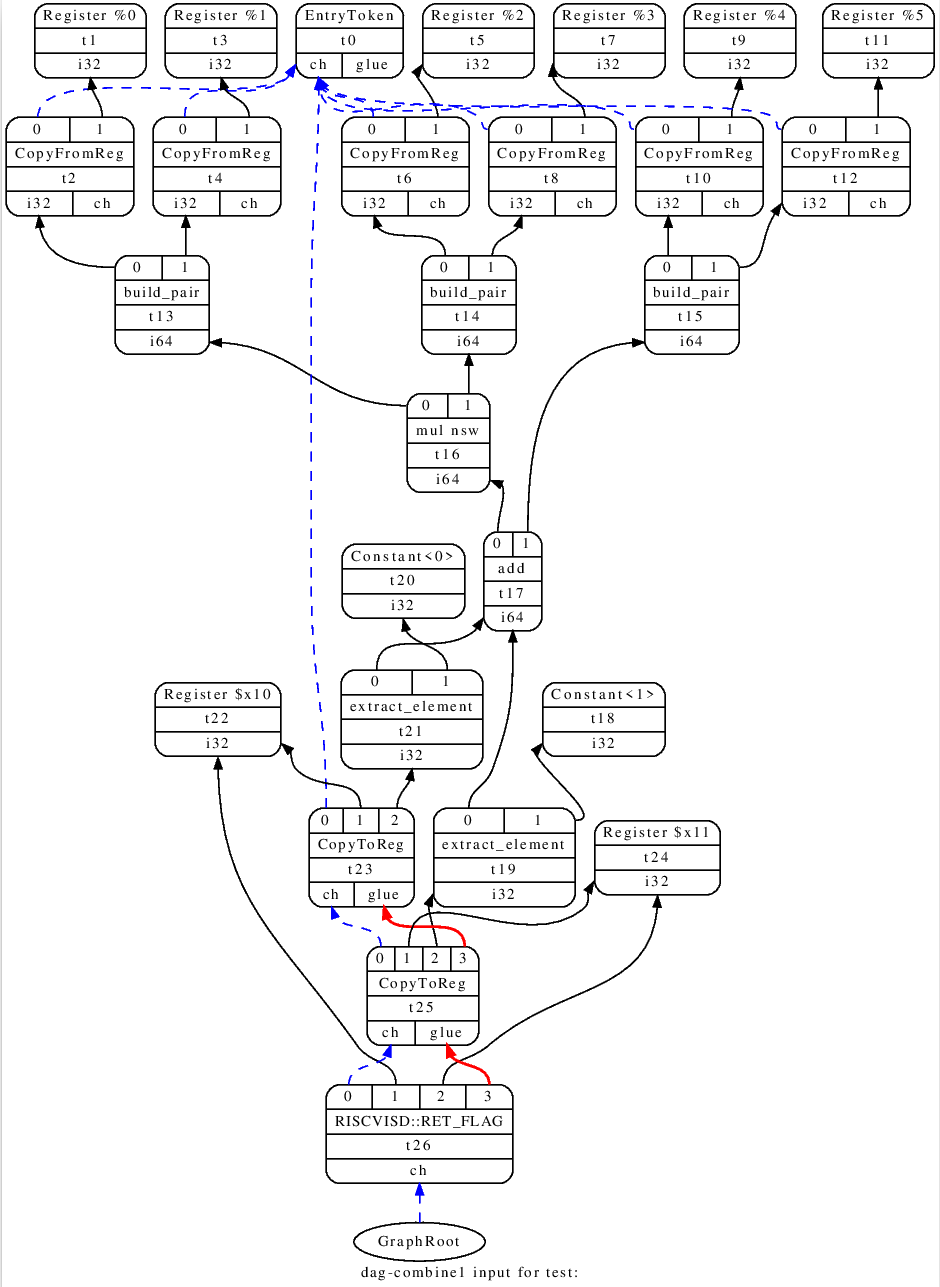 Register %0
t1
i32
Register %1
t3
i32
EntryToken
t0
ch glue
Register %2
t5
i32
Register %3
t7
i32
Register %4
t9
i32
Register %5
t11
i32
0 1
CopyFromReg
t2
i32 ch
0 1
CopyFromReg
t4
i32 ch
0 1
CopyFromReg
t6
i32 ch
0 1
CopyFromReg
t8
i32 ch
0 1
CopyFromReg
t10
i32 ch
0 1
CopyFromReg
t12
i32 ch
0 1
build_pair
t13
i64
0 1
build_pair
t14
i64
0 1
build_pair
t15
i64
0 1
mul nsw
t16
i64
0 1
add
t17
i64
Constant<0>
t20
i32
0 1
extract_element
t21
i32
Register $x10
t22
i32
Constant<1>
t18
i32
0 1 2
CopyToReg
t23
ch glue
0 1
extract_element
t19
i32
Register $x11
t24
i32
0 1 2 3
CopyToReg
t25
ch glue
0 1 2 3
RISCVISD::RET_FLAG
t26
ch
GraphRoot
dag-combine1 input for test: